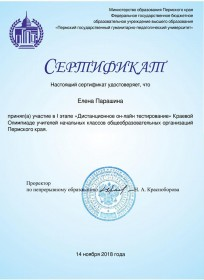 Министерство образования Пермского края
Федеральное государственное бюджетное
образовательное учреждение высшего образования
«Пермский государственный гуманитарно-
педагогический университет»
СЕРТИФИКАТ
Настоящий сертификат удостоверяет, что
Елена Парашина
принял(а) участие в I этапе «Дистанционное он-лайн тестирование» Краевой
Олимпиаде учителей начальных классов общеобразовательных организаций
Пермского края.
Проректор
по непрерывному образованию
Н. А. Красноборова
14 ноября 2018 года